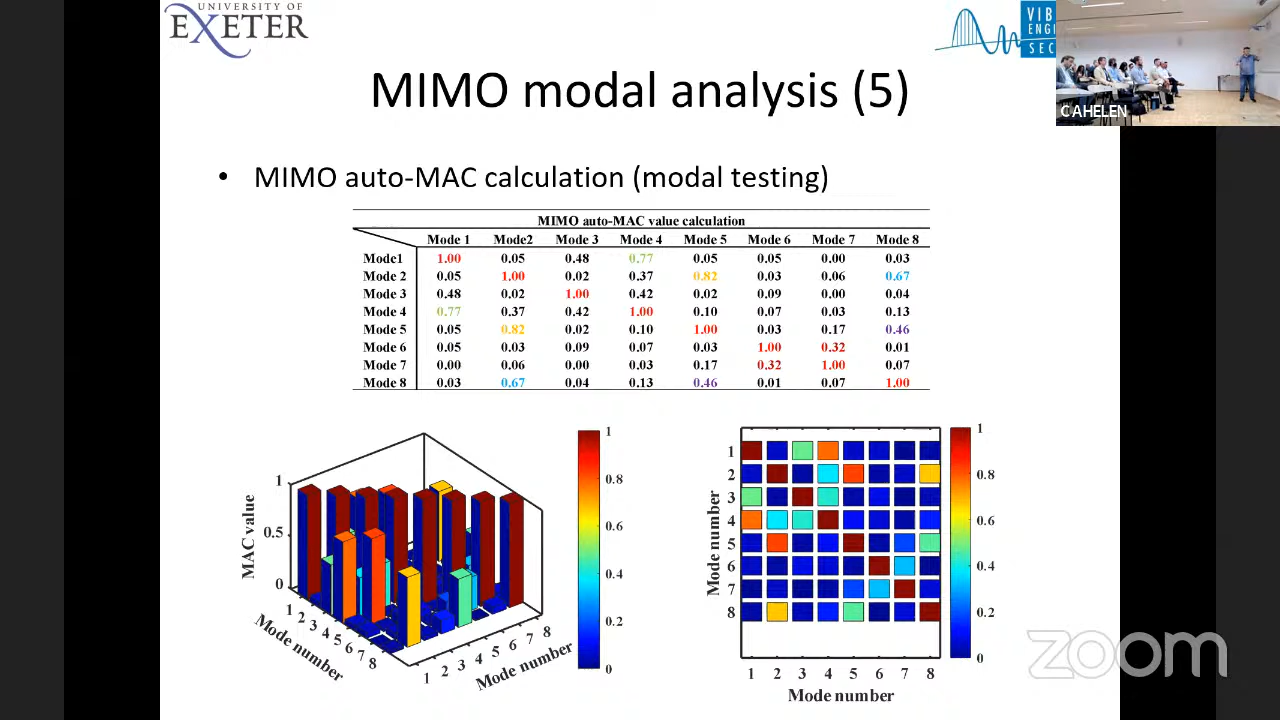 UNIVERSITY OF
EXETER
VIB
ENGI
SEC
CAHELEN
MIMO modal analysis (5)
• MIMO auto-MAC calculation (modal testing)
MIMO auto-MAC value calculation
Mode 1 Mode2 Mode 3 Mode 4 Mode 5 Mode 6 Mode 7 Mode 8
Mode1 1.00 0.05 0.48 0.77 0.05 0.05 0.00 0.03
Mode 2 0.05 1.00 0.02 0.37 0.82 0.03 0.06 0.67
Mode 3 0.48 0.02 1.00 0.42 0.02 0.09 0.00 0.04
Mode 4 0.77 0.37 0.42 1.00 0.10 0.07 0.03 0.13
Mode 5 0.05 0.82 0.02 0.10 1.00 0.03 0.17 0.46
Mode 6 0.05 0.03 0.09 0.07 0.03 1.00 0.32 0.01
Mode 7 0.00 0.06 0.00 0.03 0.17 0.32 1.00 0.07
Mode 8 0.03 0.67 0.04 0.13 0.46 0.01 0.07 1.00
MAC value
1
0.5
0
1 2 3 4 5 6 7 8
Mode number
1 2 3 4 5 6 7 8
Mode number
1
0.8
0.6
0.4
0.2
0
Mode number
1
2
3
4
5
6
7
8
1 2 3 4 5 6 7 8
Mode number
1
0.8
0.6
0.4
0.2
0
zoom